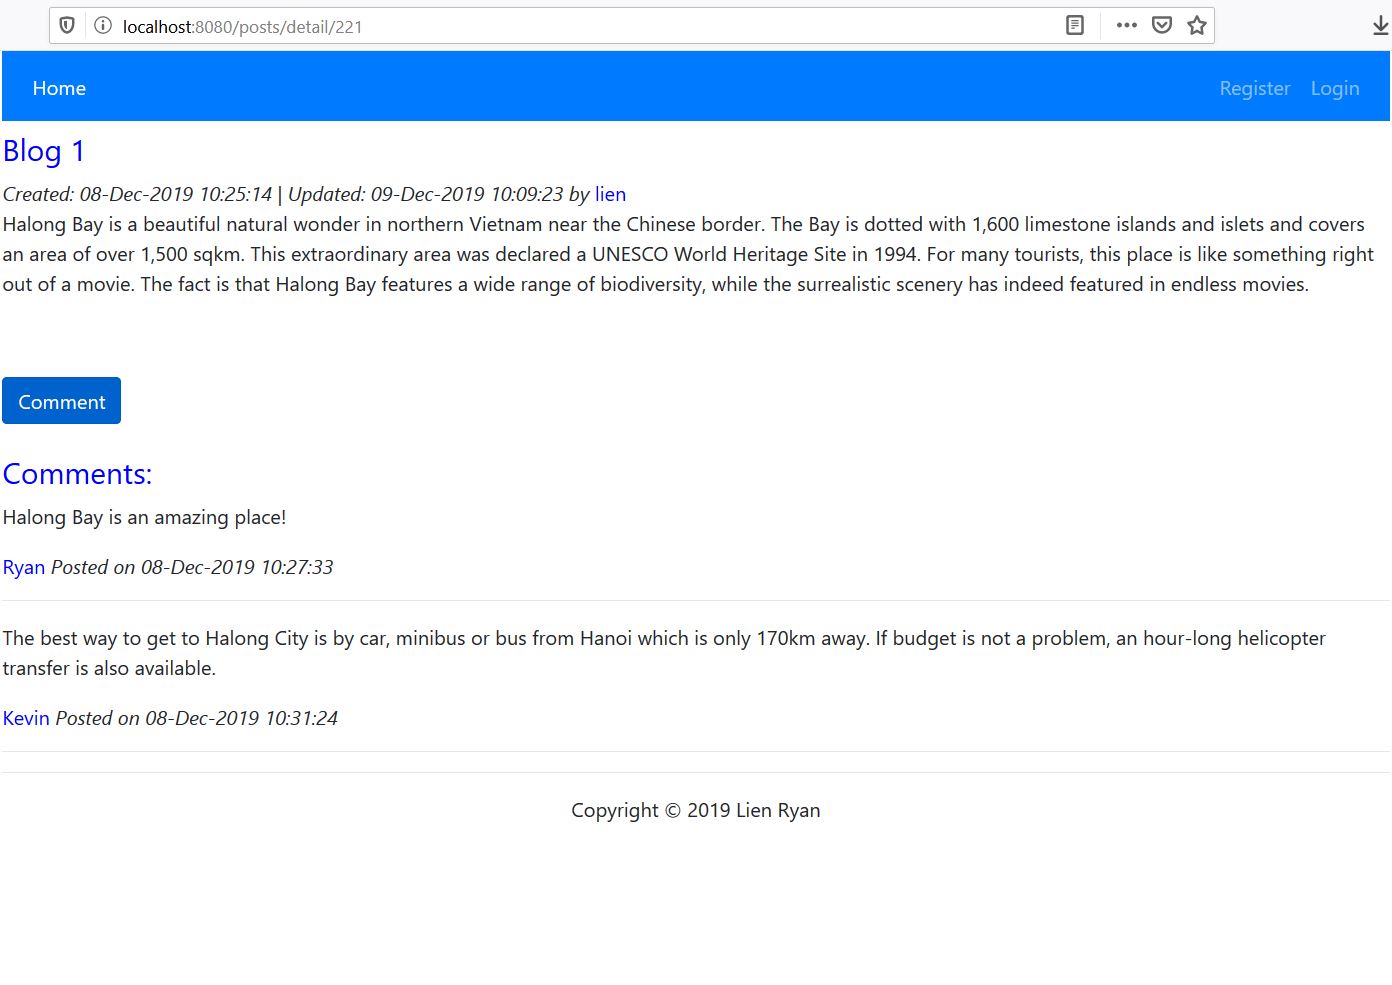 localhost:8080/posts/detail/221
Home Register Login
Blog 1
Created: 08-Dec-2019 10:25:14 | Updated: 09-Dec-2019 10:09:23 by lien
Halong Bay is a beautiful natural wonder in northern Vietnam near the Chinese border. The Bay is dotted with 1,600 limestone islands and islets and covers
an area of over 1,500 sqkm. This extraordinary area was declared a UNESCO World Heritage Site in 1994. For many tourists, this place is like something right
out of a movie. The fact is that Halong Bay features a wide range of biodiversity, while the surrealistic scenery has indeed featured in endless movies.
Comment
Comments:
Halong Bay is an amazing place!
Ryan Posted on 08-Dec-2019 10:27:33
The best way to get to Halong City is by car, minibus or bus from Hanoi which is only 170km away. If budget is not a problem, an hour-long helicopter
transfer is also available.
Kevin Posted on 08-Dec-2019 10:31:24
Copyright © 2019 Lien Ryan